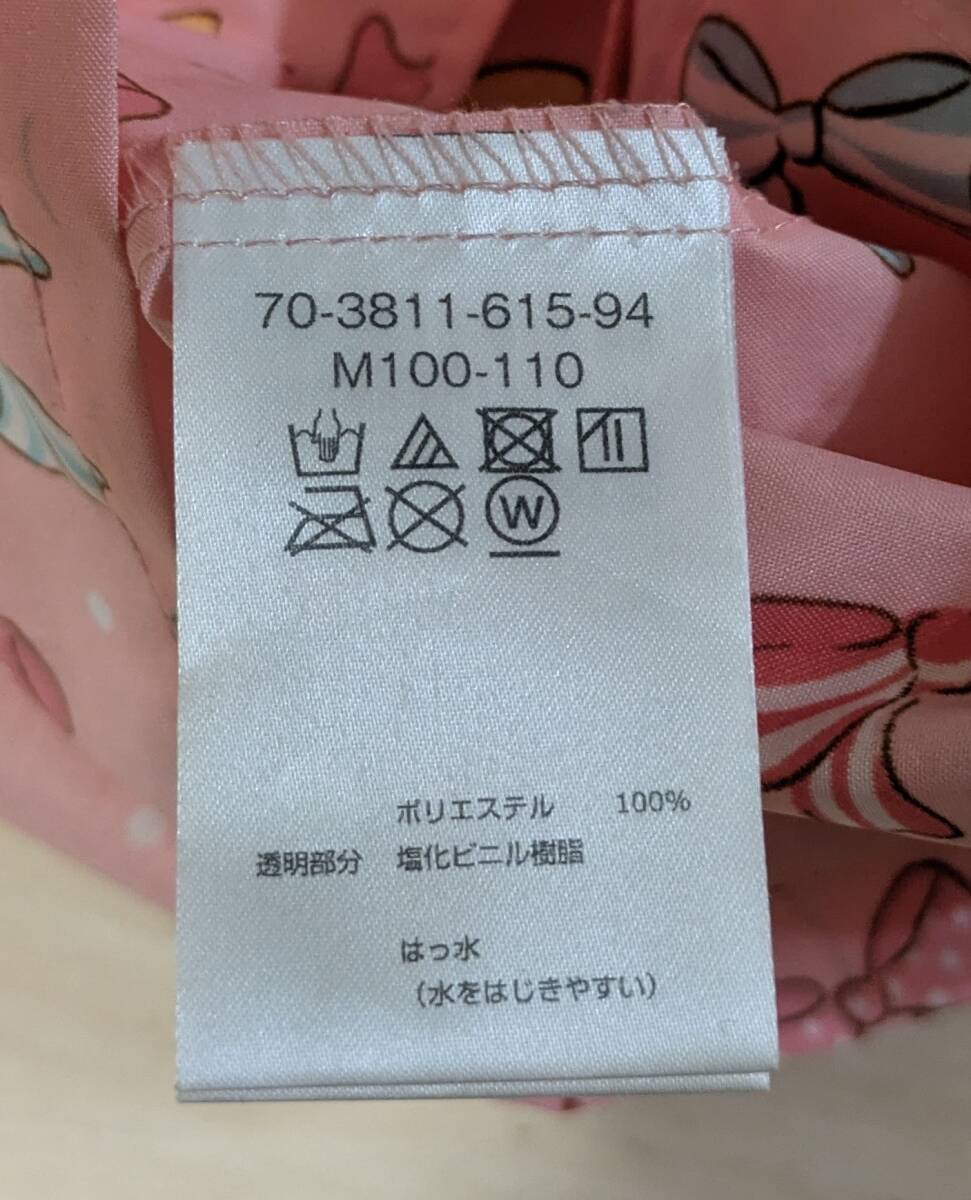 70-3811-615-94
M100-110
W
ポリエステル 100%
透明部分 塩化ビニル樹脂
はっ水
（水をはじきやすい）